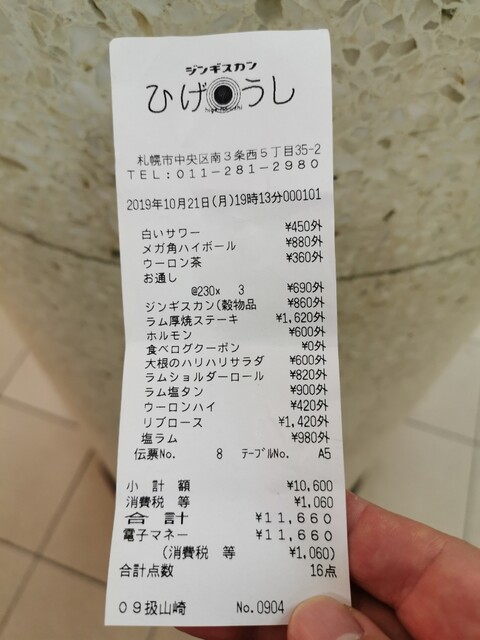 ジンギスカン
ひげうし
札幌市中央区南3条西5丁目35-2
TEL:011-281-2980
2019年10月21日(月)19時13分000101
白いサワー ¥450外
メガ角ハイボール ¥880外
ウーロン茶 ¥360外
お通し
@230x 3 ¥690外
ジンギスカン(穀物品 ¥860外
ラム厚焼ステーキ ¥1,620外
ホルモン ¥600外
食べログクーポン ¥0外
大根のハリハリサラダ ¥600外
ラムショルダーロール ¥820外
ラム塩タン ¥900外
ウーロンハイ ¥420外
リブロース ¥1,420外
塩ラム ¥980外
伝票No. 8 テーブルNo. A5
小計額 ¥10,600
消費税等 ¥1,060
合計 ¥11,660
電子マネー ¥11,660
(消費税 等 ¥1,060)
合計点数 16点
09扱山崎 No.0904